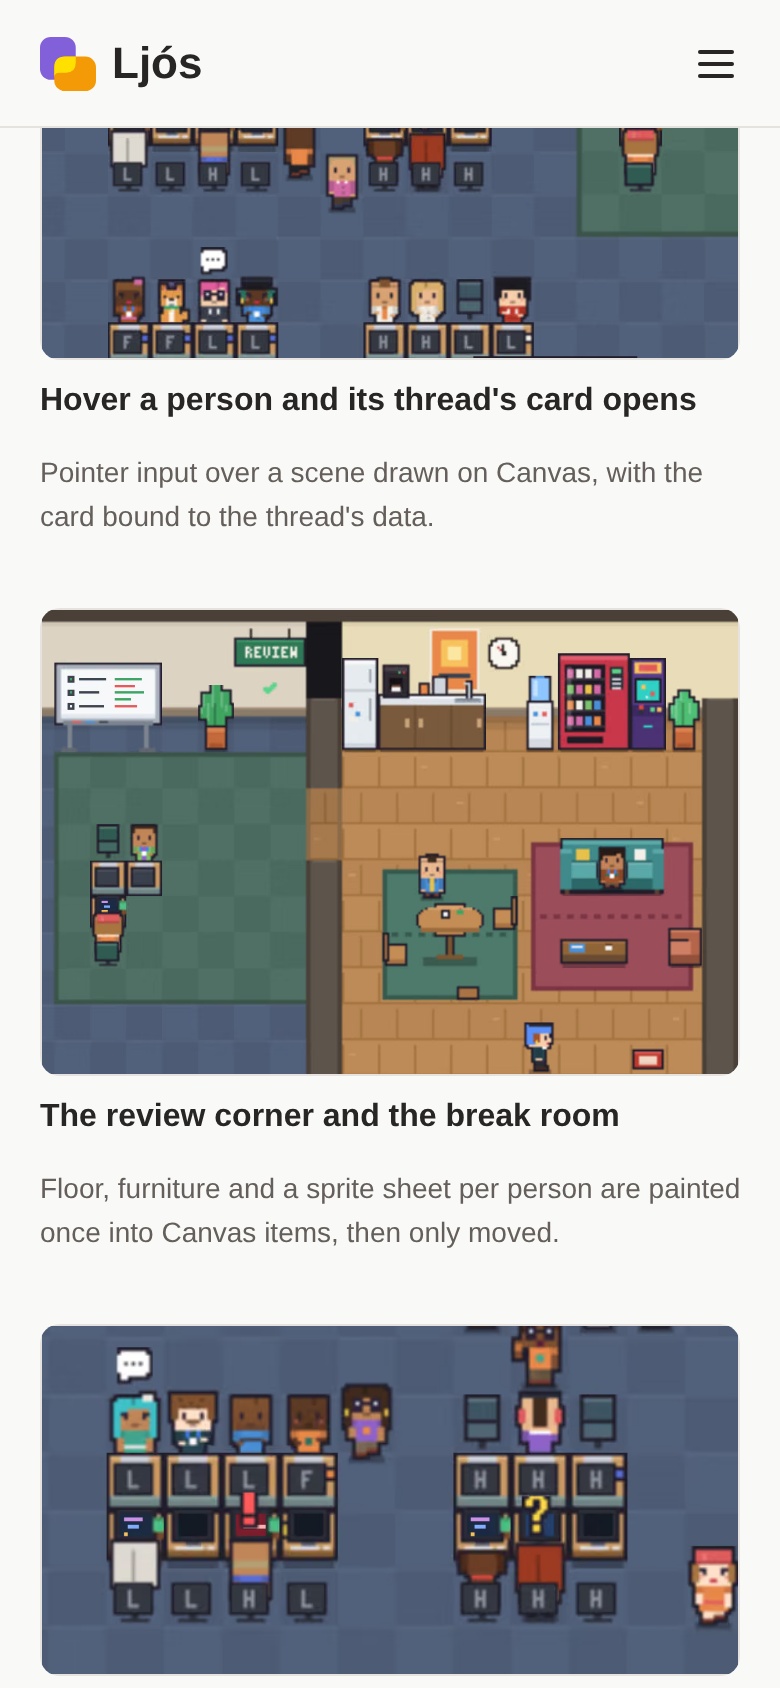 Ljós
L L H L H H H
F F L L H H L L
Hover a person and its thread's card opens
Pointer input over a scene drawn on Canvas, with the
card bound to the thread's data.
REVIEW
The review corner and the break room
Floor, furniture and a sprite sheet per person are painted
once into Canvas items, then only moved.
L L L F H H H
! ?
L L H L H H H